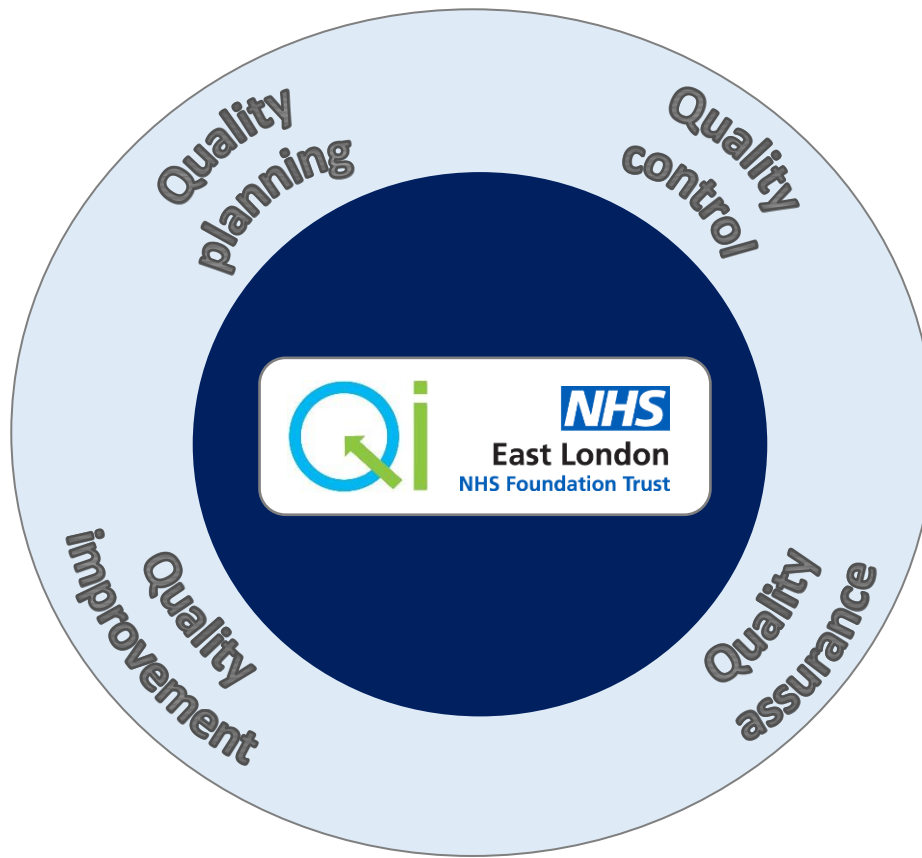 Quality
planning
Quality
control
Qi
NHS
East London
NHS Foundation Trust
Quality
improvement
Quality
assurance